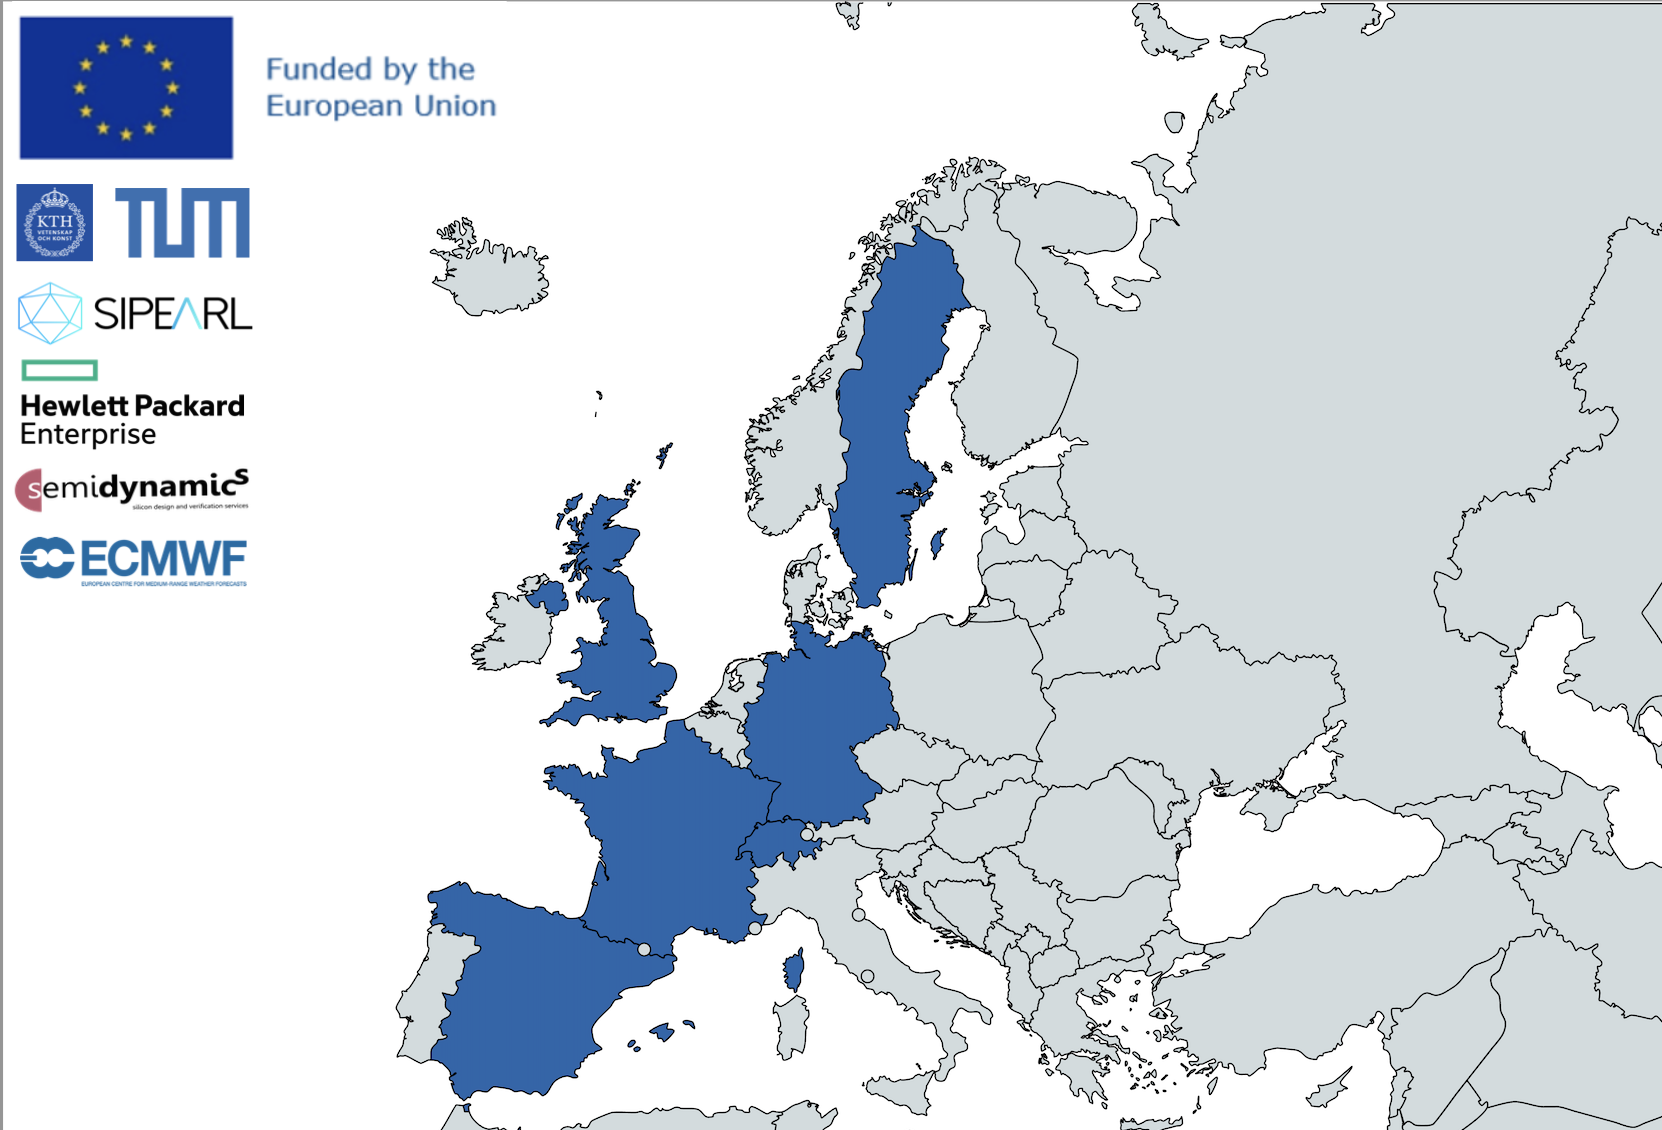 Funded by the
European Union
KTH
VETENSKAP
OCH KONST
TUM
SIPEARL
Hewlett Packard
Enterprise
semidynamics
silicon design and verification services
ECMWF
EUROPEAN CENTRE FOR MEDIUM-RANGE WEATHER FORECASTS